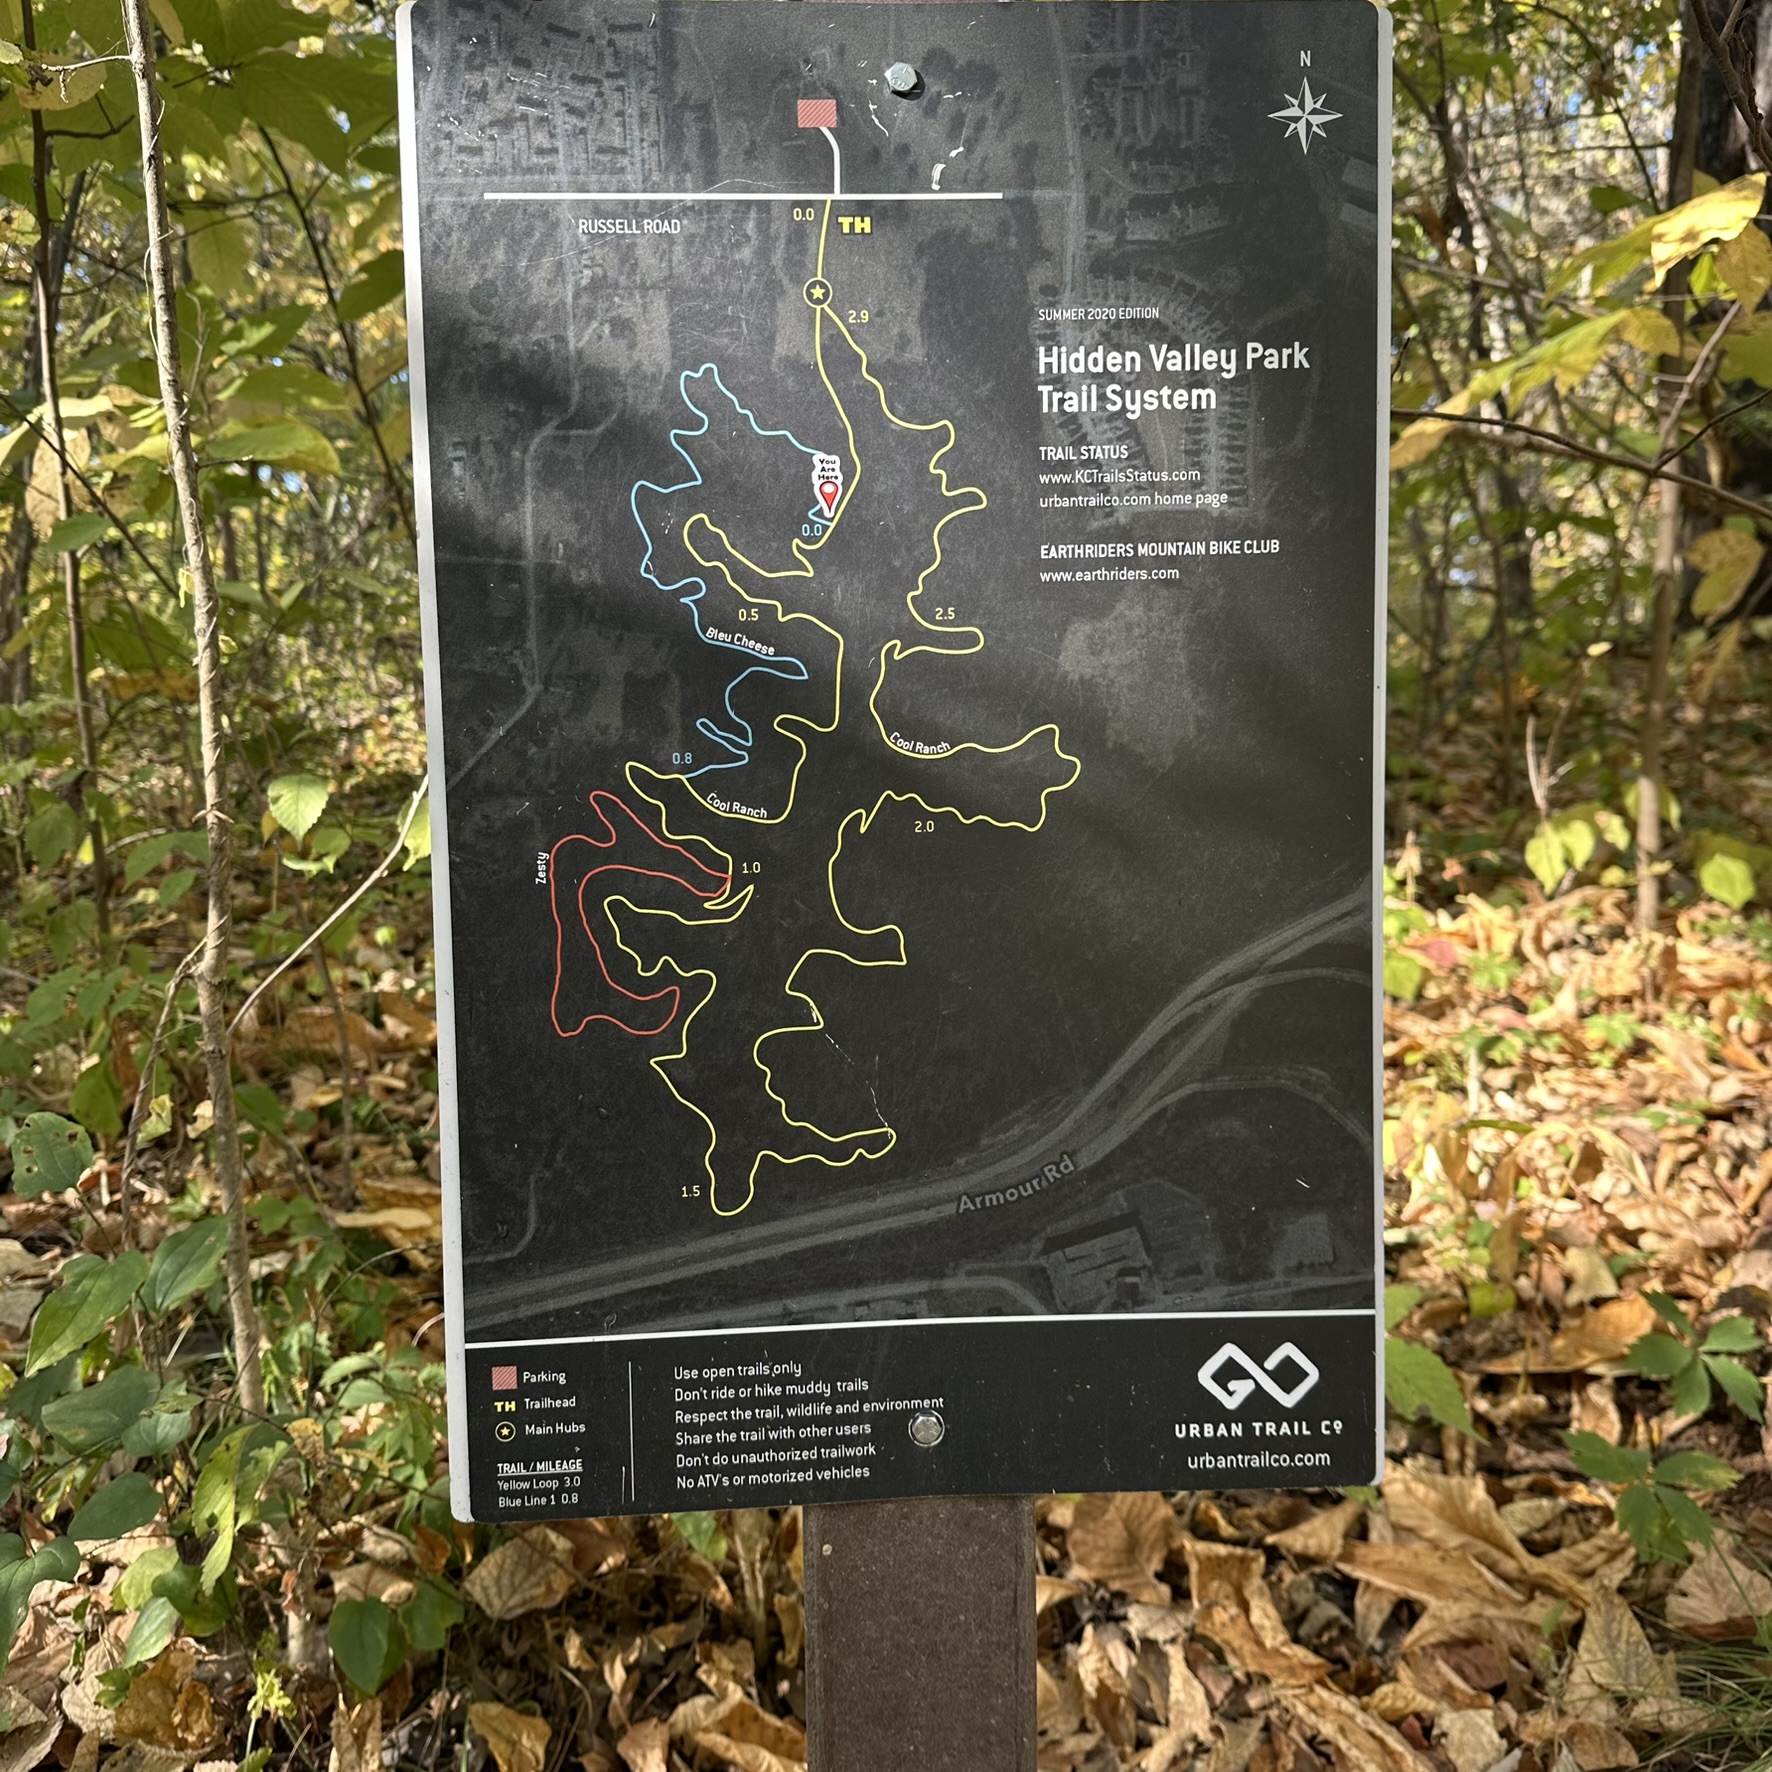 N
0.0
TH
RUSSELL ROAD
2.9
SUMMER 2020 EDITION
Hidden Valley Park
Trail System
TRAIL STATUS
www.KCTrailsStatus.com
urbantrailco.com home page
EARTHRIDERS MOUNTAIN BIKE CLUB
www.earthriders.com
You
Are
Here
0.0
0.5
2.5
Bleu Cheese
Cool Ranch
0.8
Cool Ranch
2.0
Zesty
1.0
1.5
Armour Rd
Parking
TH Trailhead
Main Hubs
TRAIL / MILEAGE
Yellow Loop 3.0
Blue Line 1 0.8
Use open trails only
Don't ride or hike muddy trails
Respect the trail, wildlife and environment
Share the trail with other users
Don't do unauthorized trailwork
No ATV's or motorized vehicles
URBAN TRAIL Cº
urbantrailco.com